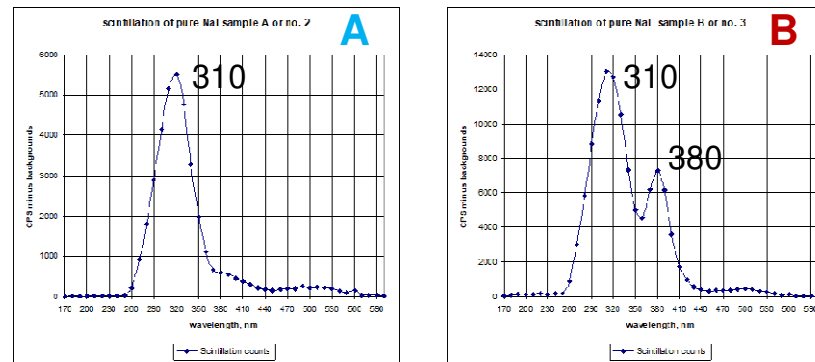 scintillation of pure NaI sample A or no. 2
A
310
CPS minus backgrounds
6000
5000
4000
3000
2000
1000
0
170 200 230 260 290 320 350 380 410 440 470 500 530 560 590
wavelength, nm
Scintillation counts
scintillation of pure NaI sample B or no. 3
B
310
380
CPS minus backgrounds
14000
12000
10000
8000
6000
4000
2000
0
170 200 230 260 290 320 350 380 410 440 470 500 530 560 590
wavelength, nm
Scintillation counts